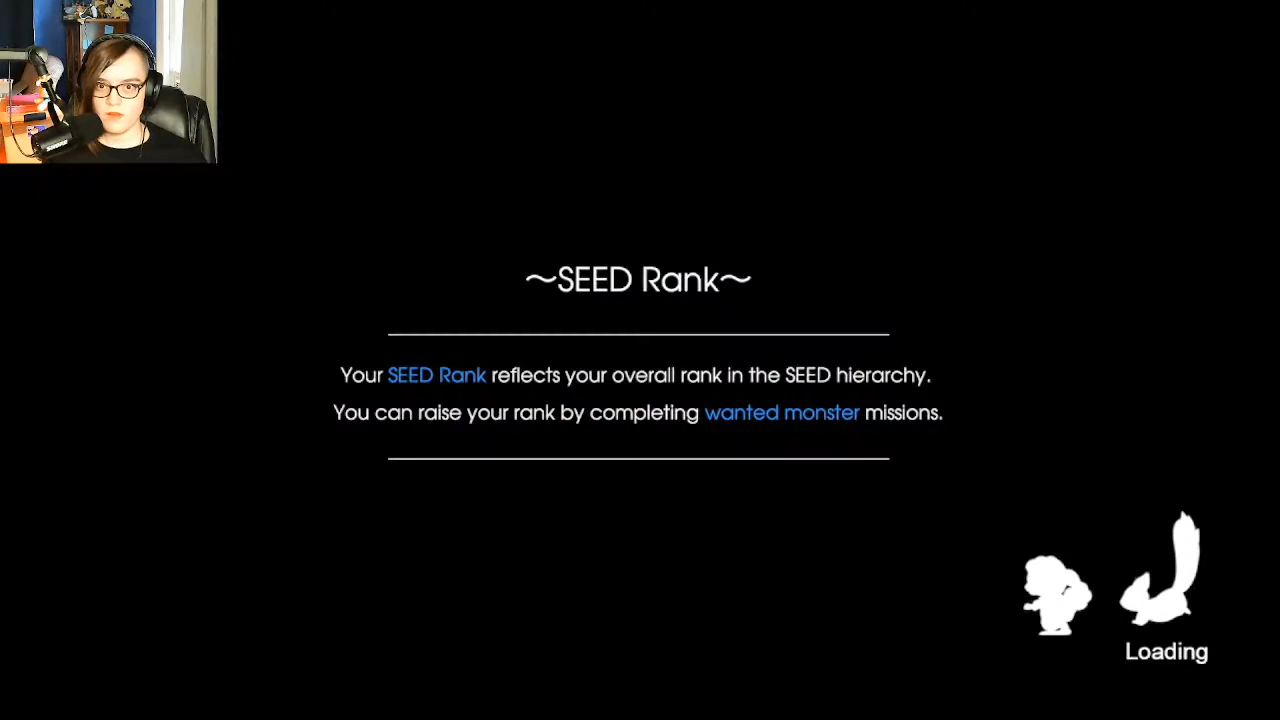 ～SEED Rank～
Your SEED Rank reflects your overall rank in the SEED hierarchy.
You can raise your rank by completing wanted monster missions.
Loading